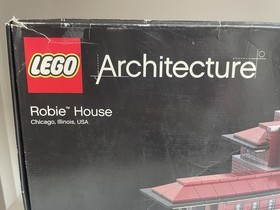 LEGO Architecture
Robie™ House
Chicago, Illinois, USA